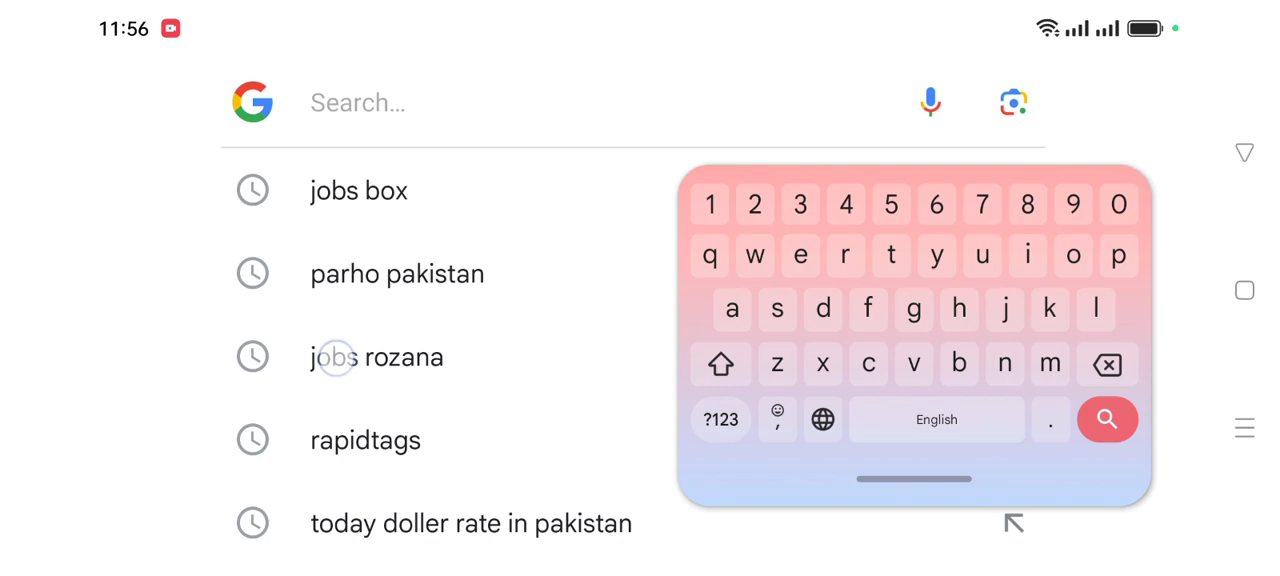 11:56
Search...
jobs box
parho pakistan
jobs rozana
rapidtags
today doller rate in pakistan
1 2 3 4 5 6 7 8 9 0
q w e r t y u i o p
a s d f g h j k l
z x c v b n m
?123 , English .